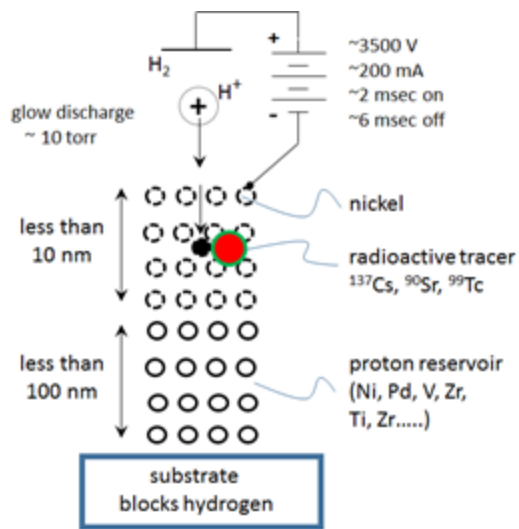 +
~3500 V
~200 mA
~2 msec on
~6 msec off
-
H₂
H⁺
+
glow discharge
~ 10 torr
nickel
less than
10 nm
radioactive tracer
¹³⁷Cs, ⁹⁰Sr, ⁹⁹Tc
less than
100 nm
proton reservoir
(Ni, Pd, V, Zr,
Ti, Zr.....)
substrate
blocks hydrogen